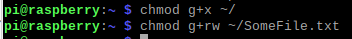 pi@raspberry:~ $ chmod g+x ~/
pi@raspberry:~ $ chmod g+rw ~/SomeFile.txt